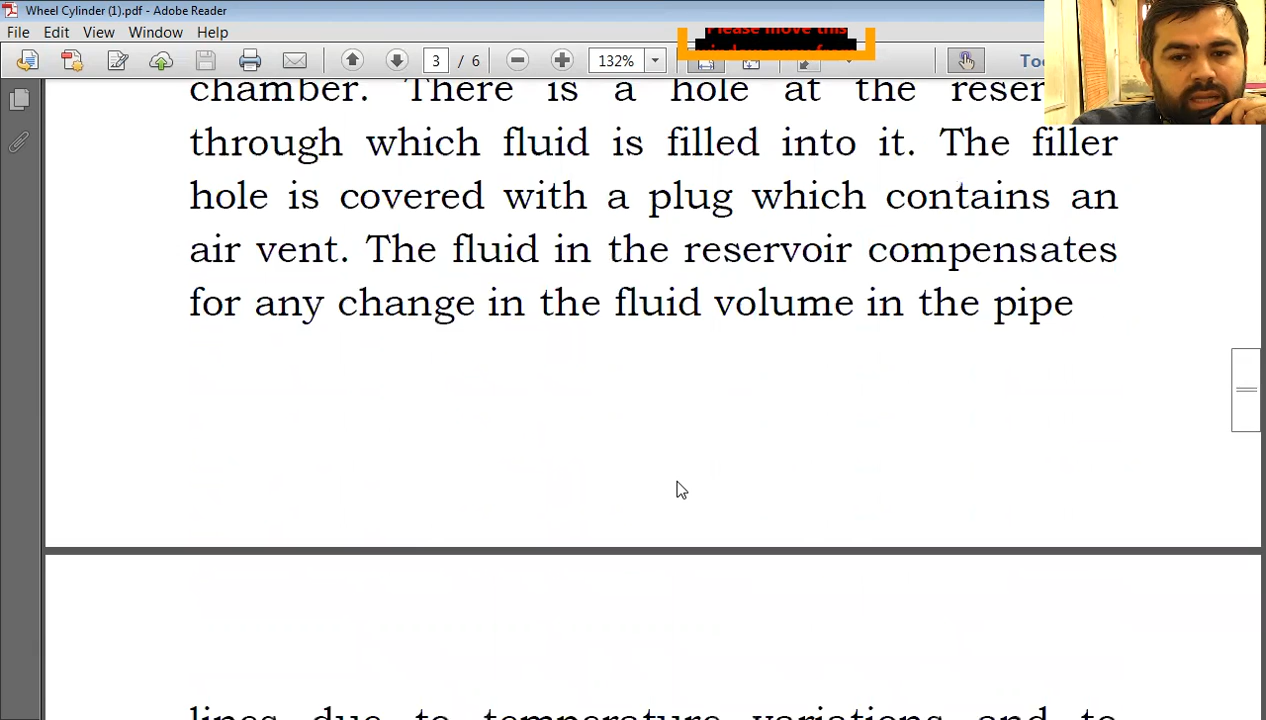 Wheel Cylinder (1).pdf - Adobe Reader
File Edit View Window Help
Please move this
3 / 6 132%
chamber. There is a hole at the
through which fluid is filled into it. The filler
hole is covered with a plug which contains an
air vent. The fluid in the reservoir compensates
for any change in the fluid volume in the pipe
lines due to temperature variations and to